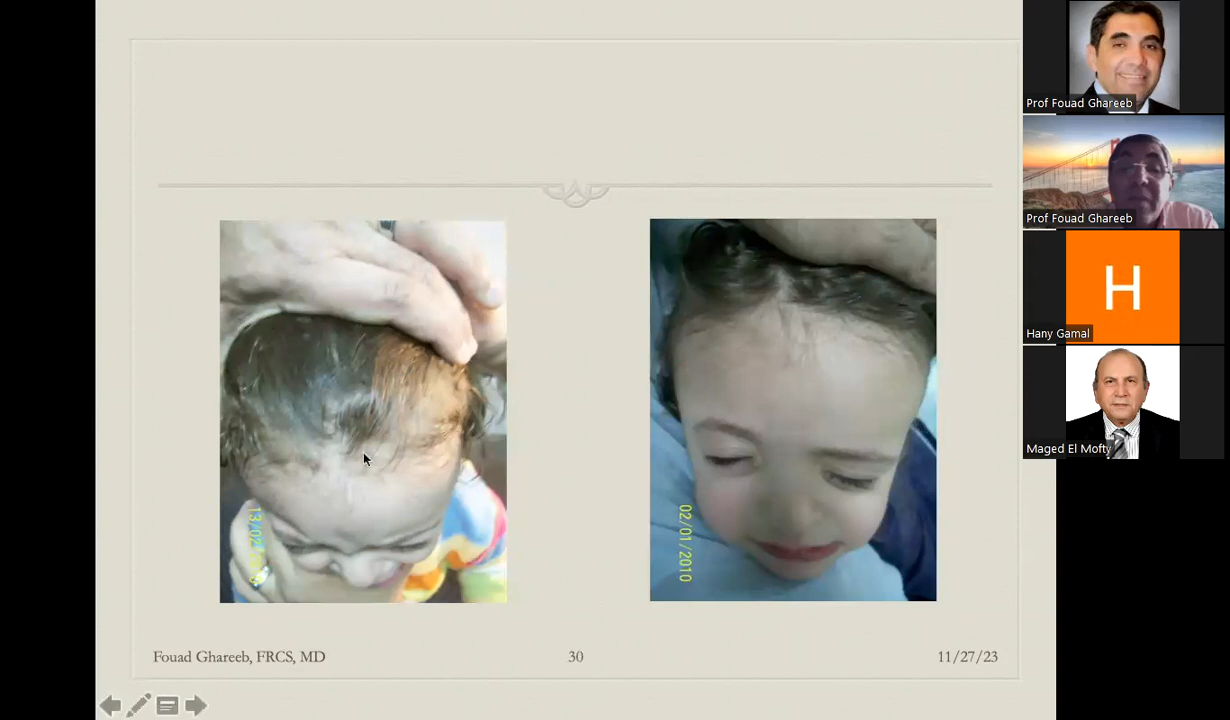 Prof Fouad Ghareeb
Prof Fouad Ghareeb
H
Hany Gamal
Maged El Mofty
02/01/2010
Fouad Ghareeb, FRCS, MD
30
11/27/23